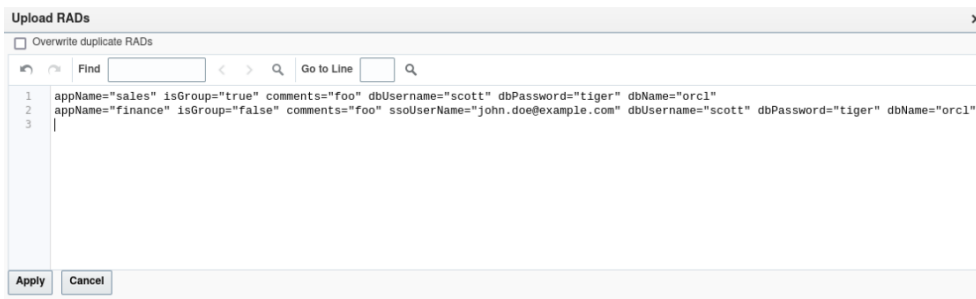 Upload RADs
Overwrite duplicate RADs
Find Go to Line
1 appName="sales" isGroup="true" comments="foo" dbUsername="scott" dbPassword="tiger" dbName="orcl"
2 appName="finance" isGroup="false" comments="foo" ssoUserName="john.doe@example.com" dbUsername="scott" dbPassword="tiger" dbName="orcl"
3
Apply Cancel